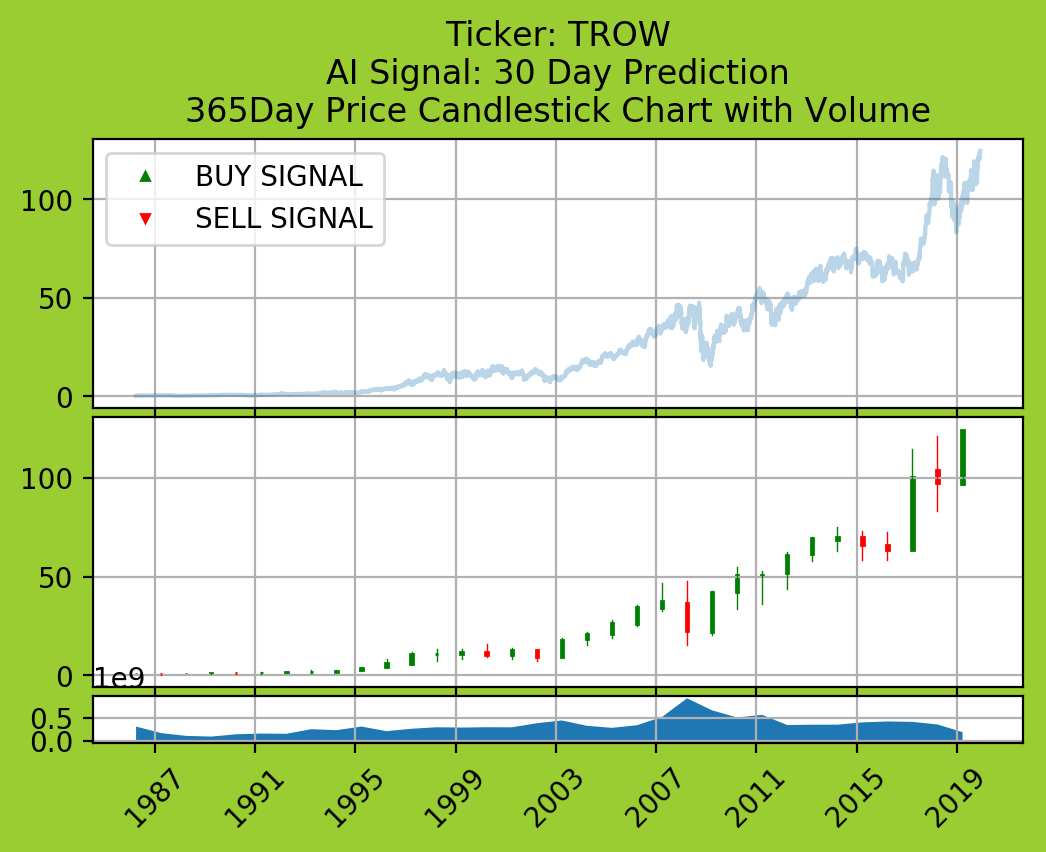 Ticker: TROW
AI Signal: 30 Day Prediction
365Day Price Candlestick Chart with Volume
BUY SIGNAL
SELL SIGNAL
100
50
0
100
50
0
1e9
0.5
0.0
1987
1991
1995
1999
2003
2007
2011
2015
2019